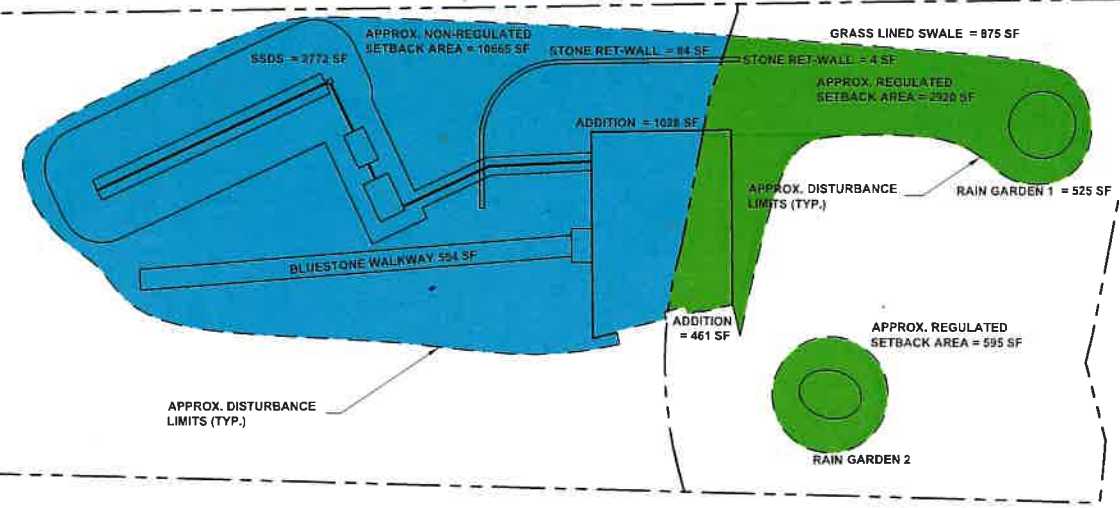 GRASS LINED SWALE = 875 SF
APPROX. NON-REGULATED
SETBACK AREA = 10665 SF
SSDS = 2772 SF
STONE RET-WALL = 84 SF
STONE RET-WALL = 4 SF
APPROX. REGULATED
SETBACK AREA = 2920 SF
ADDITION = 1028 SF
APPROX. DISTURBANCE
LIMITS (TYP.)
RAIN GARDEN 1 = 525 SF
BLUESTONE WALKWAY 554 SF
ADDITION
= 461 SF
APPROX. REGULATED
SETBACK AREA = 595 SF
APPROX. DISTURBANCE
LIMITS (TYP.)
RAIN GARDEN 2